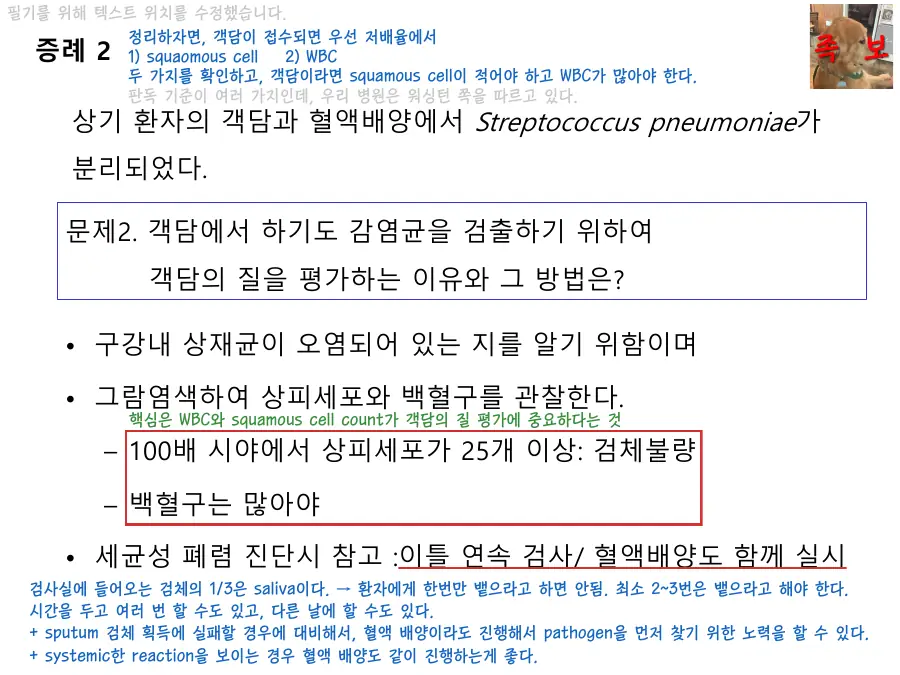 필기를 위해 텍스트 위치를 수정했습니다.
증례 2
정리하자면, 객담이 접수되면 우선 저배율에서
1) squaomous cell 2) WBC
두 가지를 확인하고, 객담이라면 squamous cell이 적어야 하고 WBC가 많아야 한다.
판독 기준이 여러 가지인데, 우리 병원은 워싱턴 쪽을 따르고 있다.
족 보
상기 환자의 객담과 혈액배양에서 Streptococcus pneumoniae가
분리되었다.
문제2. 객담에서 하기도 감염균을 검출하기 위하여
객담의 질을 평가하는 이유와 그 방법은?
• 구강내 상재균이 오염되어 있는 지를 알기 위함이며
• 그람염색하여 상피세포와 백혈구를 관찰한다.
핵심은 WBC와 squamous cell count가 객담의 질 평가에 중요하다는 것
– 100배 시야에서 상피세포가 25개 이상: 검체불량
– 백혈구는 많아야
• 세균성 폐렴 진단시 참고 :이틀 연속 검사/ 혈액배양도 함께 실시
검사실에 들어오는 검체의 1/3은 saliva이다. → 환자에게 한번만 뱉으라고 하면 안됨. 최소 2~3번은 뱉으라고 해야 한다.
시간을 두고 여러 번 할 수도 있고, 다른 날에 할 수도 있다.
+ sputum 검체 획득에 실패할 경우에 대비해서, 혈액 배양이라도 진행해서 pathogen을 먼저 찾기 위한 노력을 할 수 있다.
+ systemic한 reaction을 보이는 경우 혈액 배양도 같이 진행하는게 좋다.